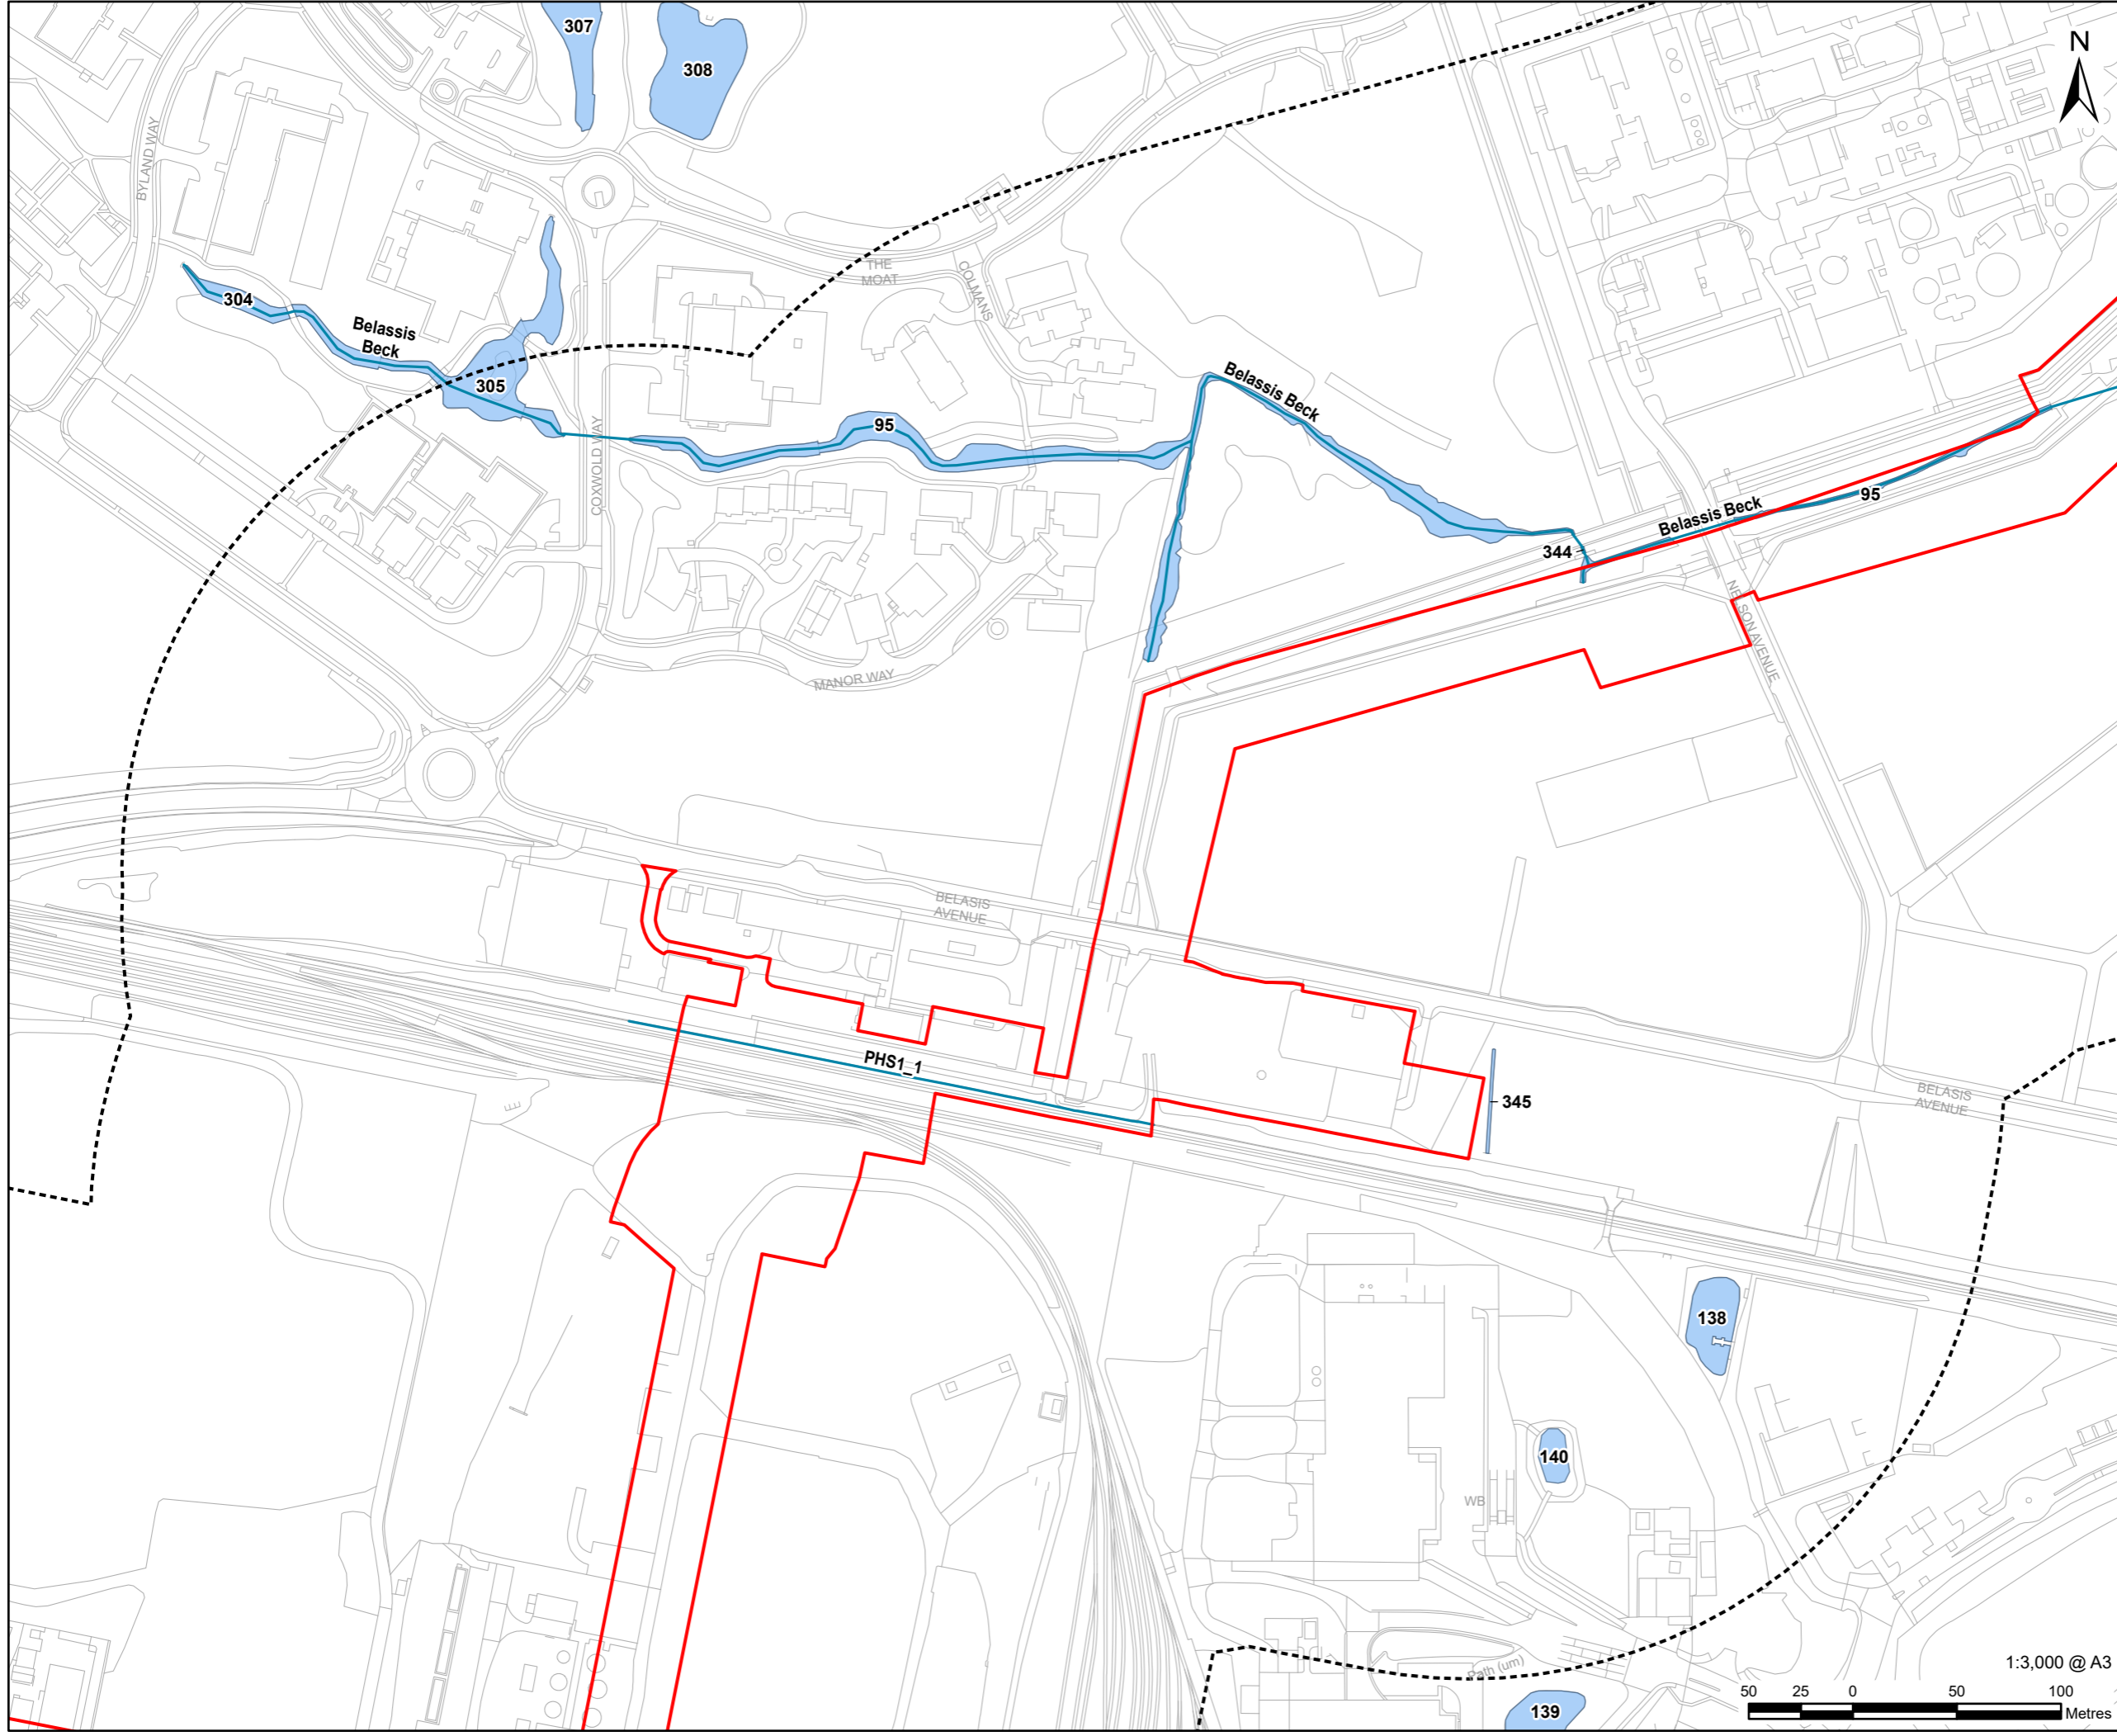 307
308
N
BYLAND WAY
THE
MOAT
COLMANS
304
Belassis
Beck
305
95
Belassis Beck
COXWOLD WAY
344
Belassis Beck
95
NELSON AVENUE
MANOR WAY
BELASIS
AVENUE
PHS1_1
345
BELASIS
AVENUE
138
140
WB
Path (um)
139
1:3,000 @ A3
50 25 0 50 100
Metres